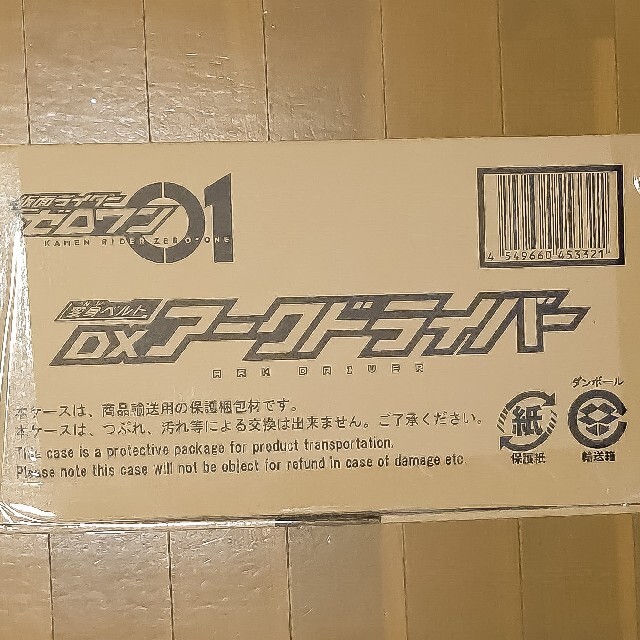 仮面ライダー
ゼロワン 01
KAMEN RIDER ZERO-ONE
4 549660 453321
変身ベルト
DXアークドライバー
ARK DRIVER
本ケースは、商品輸送用の保護梱包材です。
本ケースは、つぶれ、汚れ等による交換は出来ません。ご了承ください。
This case is a protective package for product transportation.
Please note this case will not be object for refund in case of damage etc
紙
保護紙
ダンボール
輸送箱